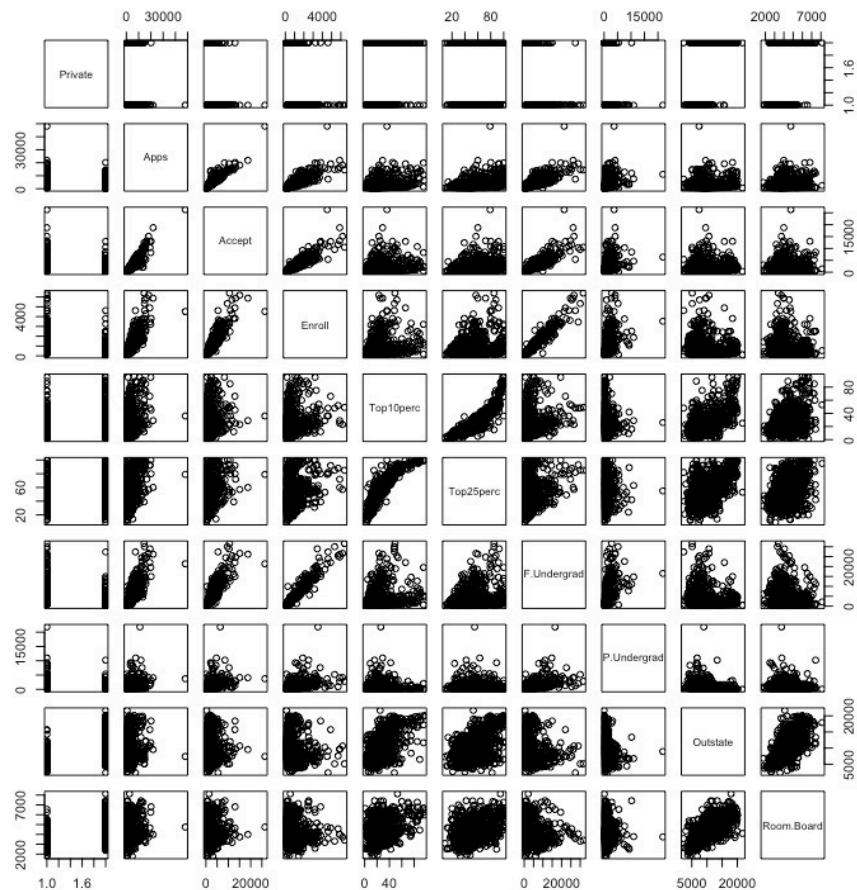 0 30000 0 4000 20 80 100 0 15000 2000 7000
Private 1.0 1.6
0 30000 Apps
Accept 0 15000
0 4000 Enroll
Top10perc 0 40 80
20 60 Top25perc
F.Undergrad 0 20000
0 15000 P.Undergrad
Outstate 5000 20000
2000 7000 Room.Board
1.0 1.6 0 20000 0 40 0 20000 5000 20000